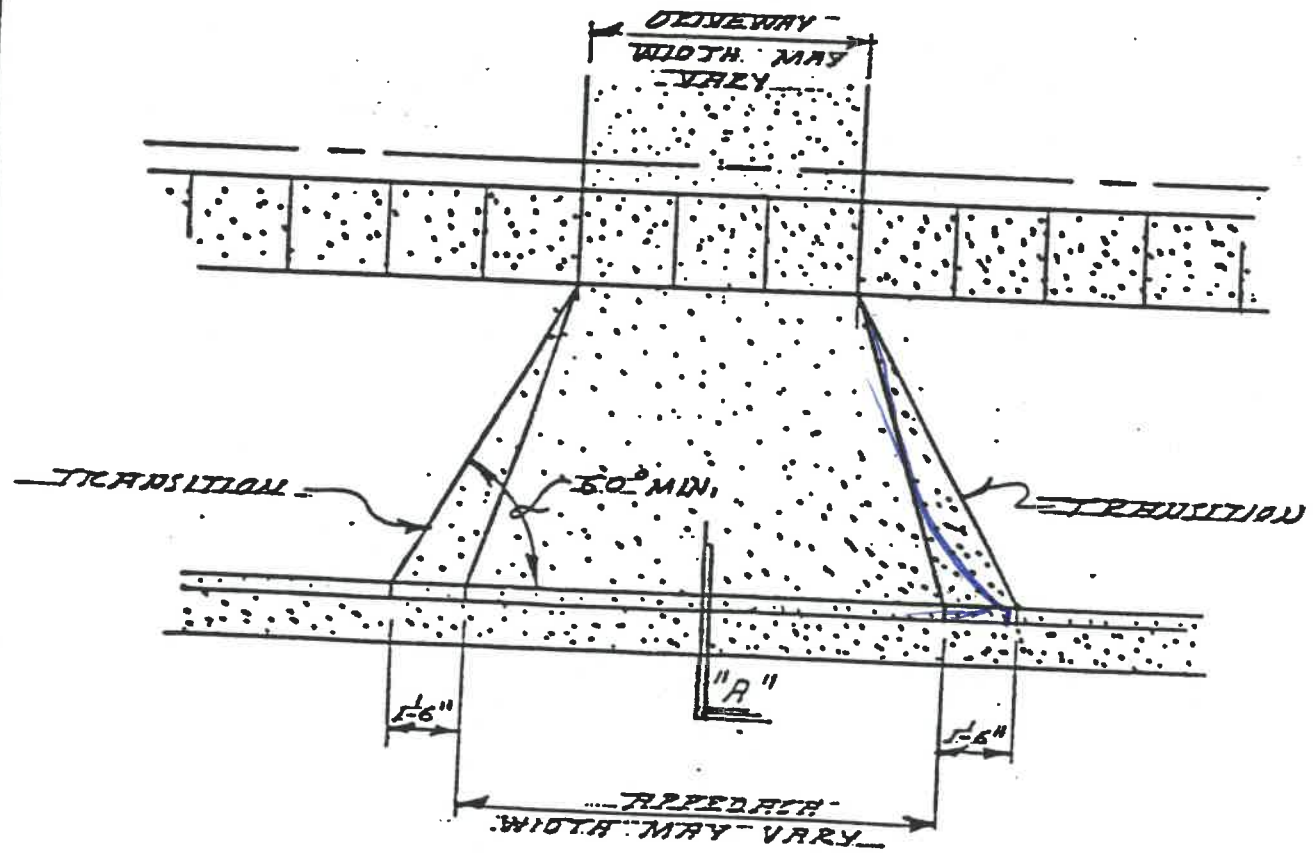 DRIVEWAY
WIDTH MAY
VARY
TRANSITION
60° MIN.
TRANSITION
"A"
1'-6"
1'-6"
APPROACH
WIDTH MAY VARY